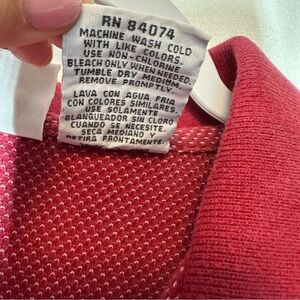 RN 84074
MACHINE WASH COLD
WITH LIKE COLORS.
USE NON-CHLORINE
BLEACH ONLY WHEN NEEDED.
TUMBLE DRY MEDIUM.
REMOVE PROMPTLY.
LAVA CON AGUA FRIA
CON COLORES SIMILARES.
USE SOLAMENTE
BLANQUEADOR SIN CLORO
CUANDO SE NECESITE.
SECA MEDIANO Y
RETIRA PRONTAMENTE.